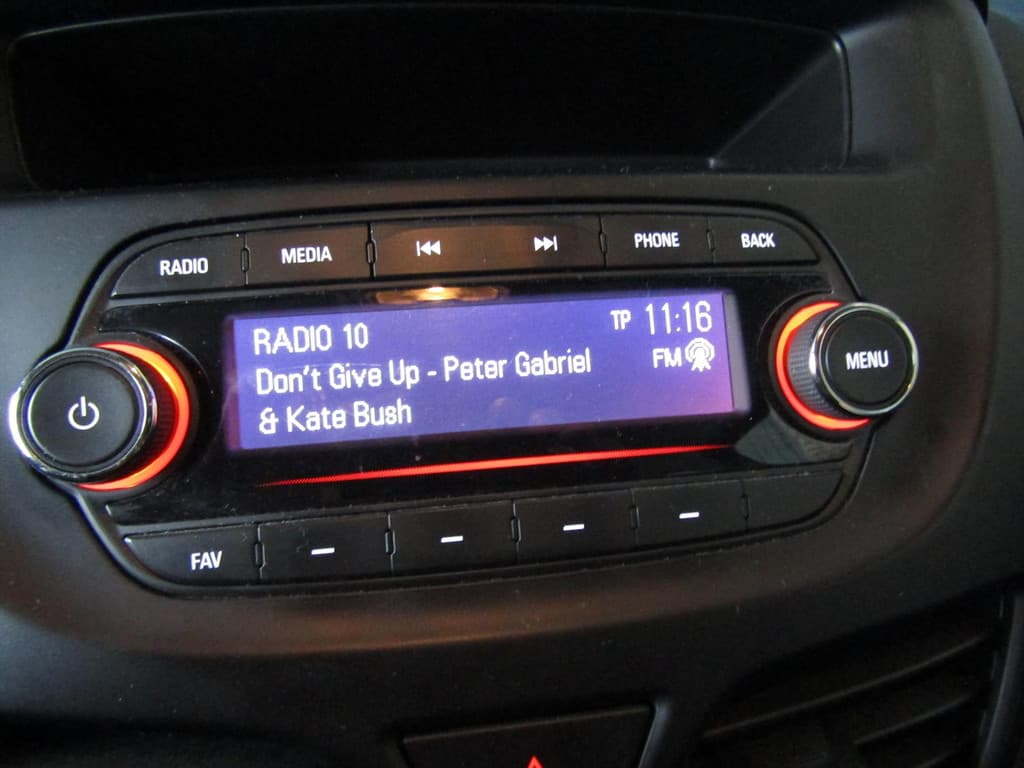 RADIO MEDIA PHONE BACK
RADIO 10 TP 11:16
Don't Give Up - Peter Gabriel FM
& Kate Bush
MENU
FAV